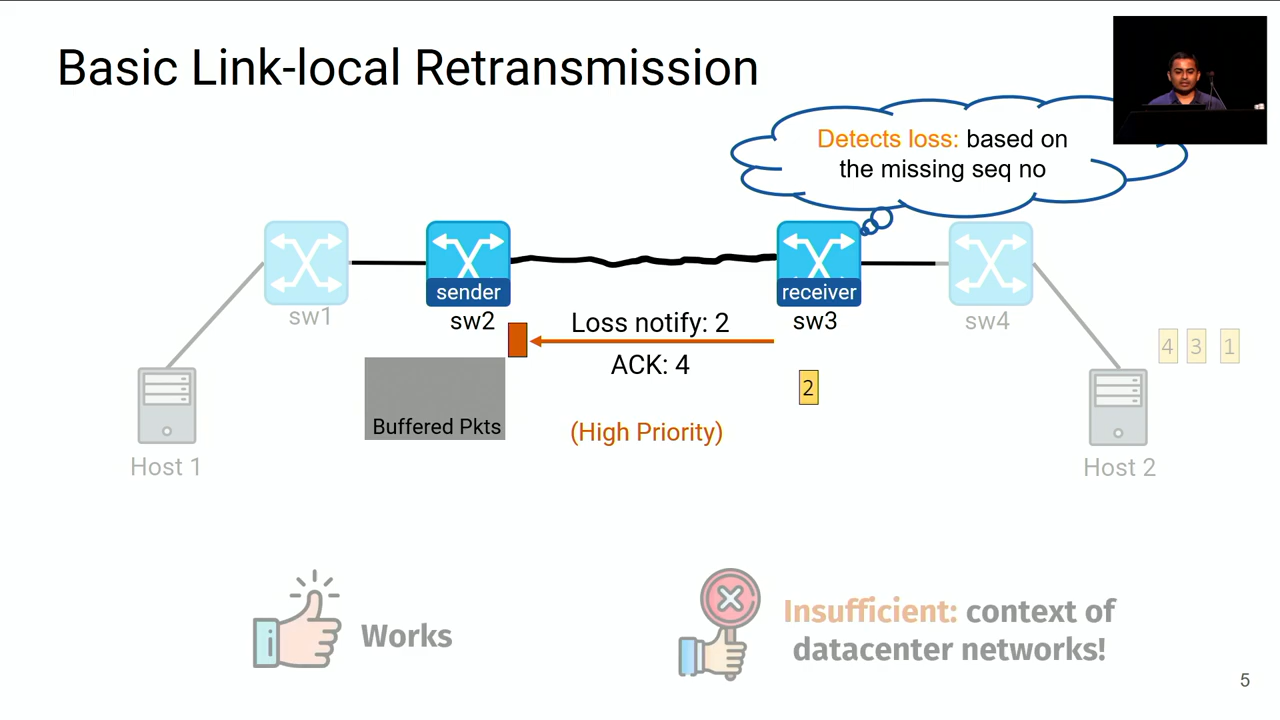 Basic Link-local Retransmission
Detects loss: based on
the missing seq no
sender
receiver
sw1
sw2
sw3
sw4
Loss notify: 2
ACK: 4
4 3 1
2
Buffered Pkts
(High Priority)
Host 1
Host 2
Works
Insufficient: context of
datacenter networks!
5